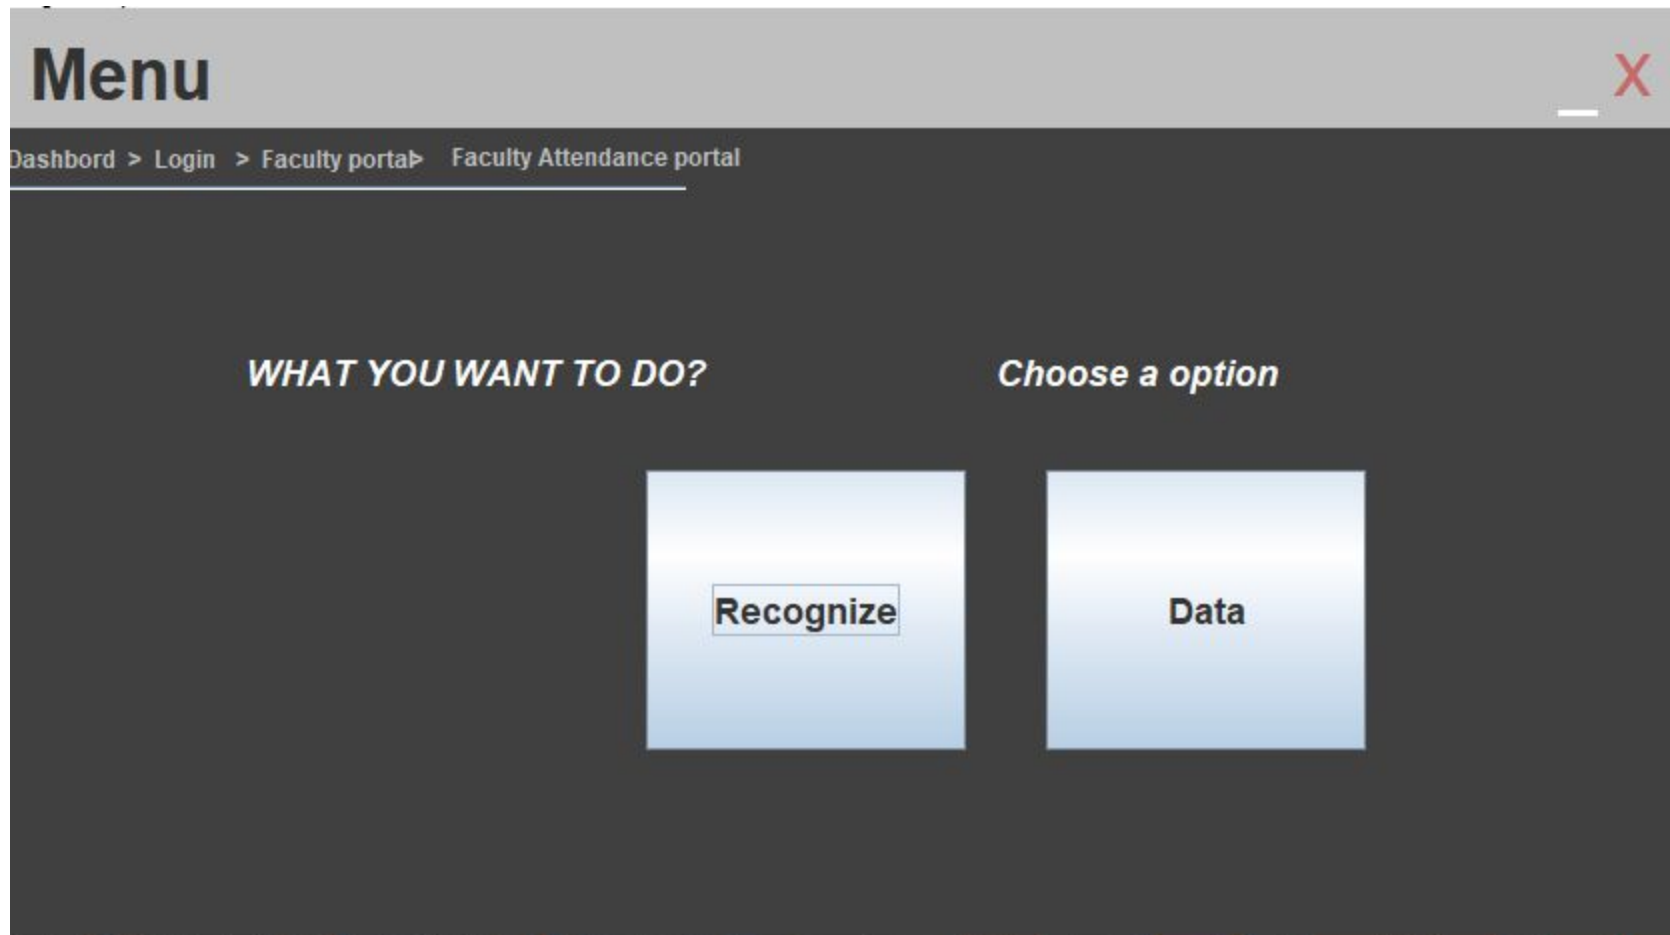 Menu
_ X
Dashbord > Login > Faculty portal> Faculty Attendance portal
WHAT YOU WANT TO DO? Choose a option
Recognize Data